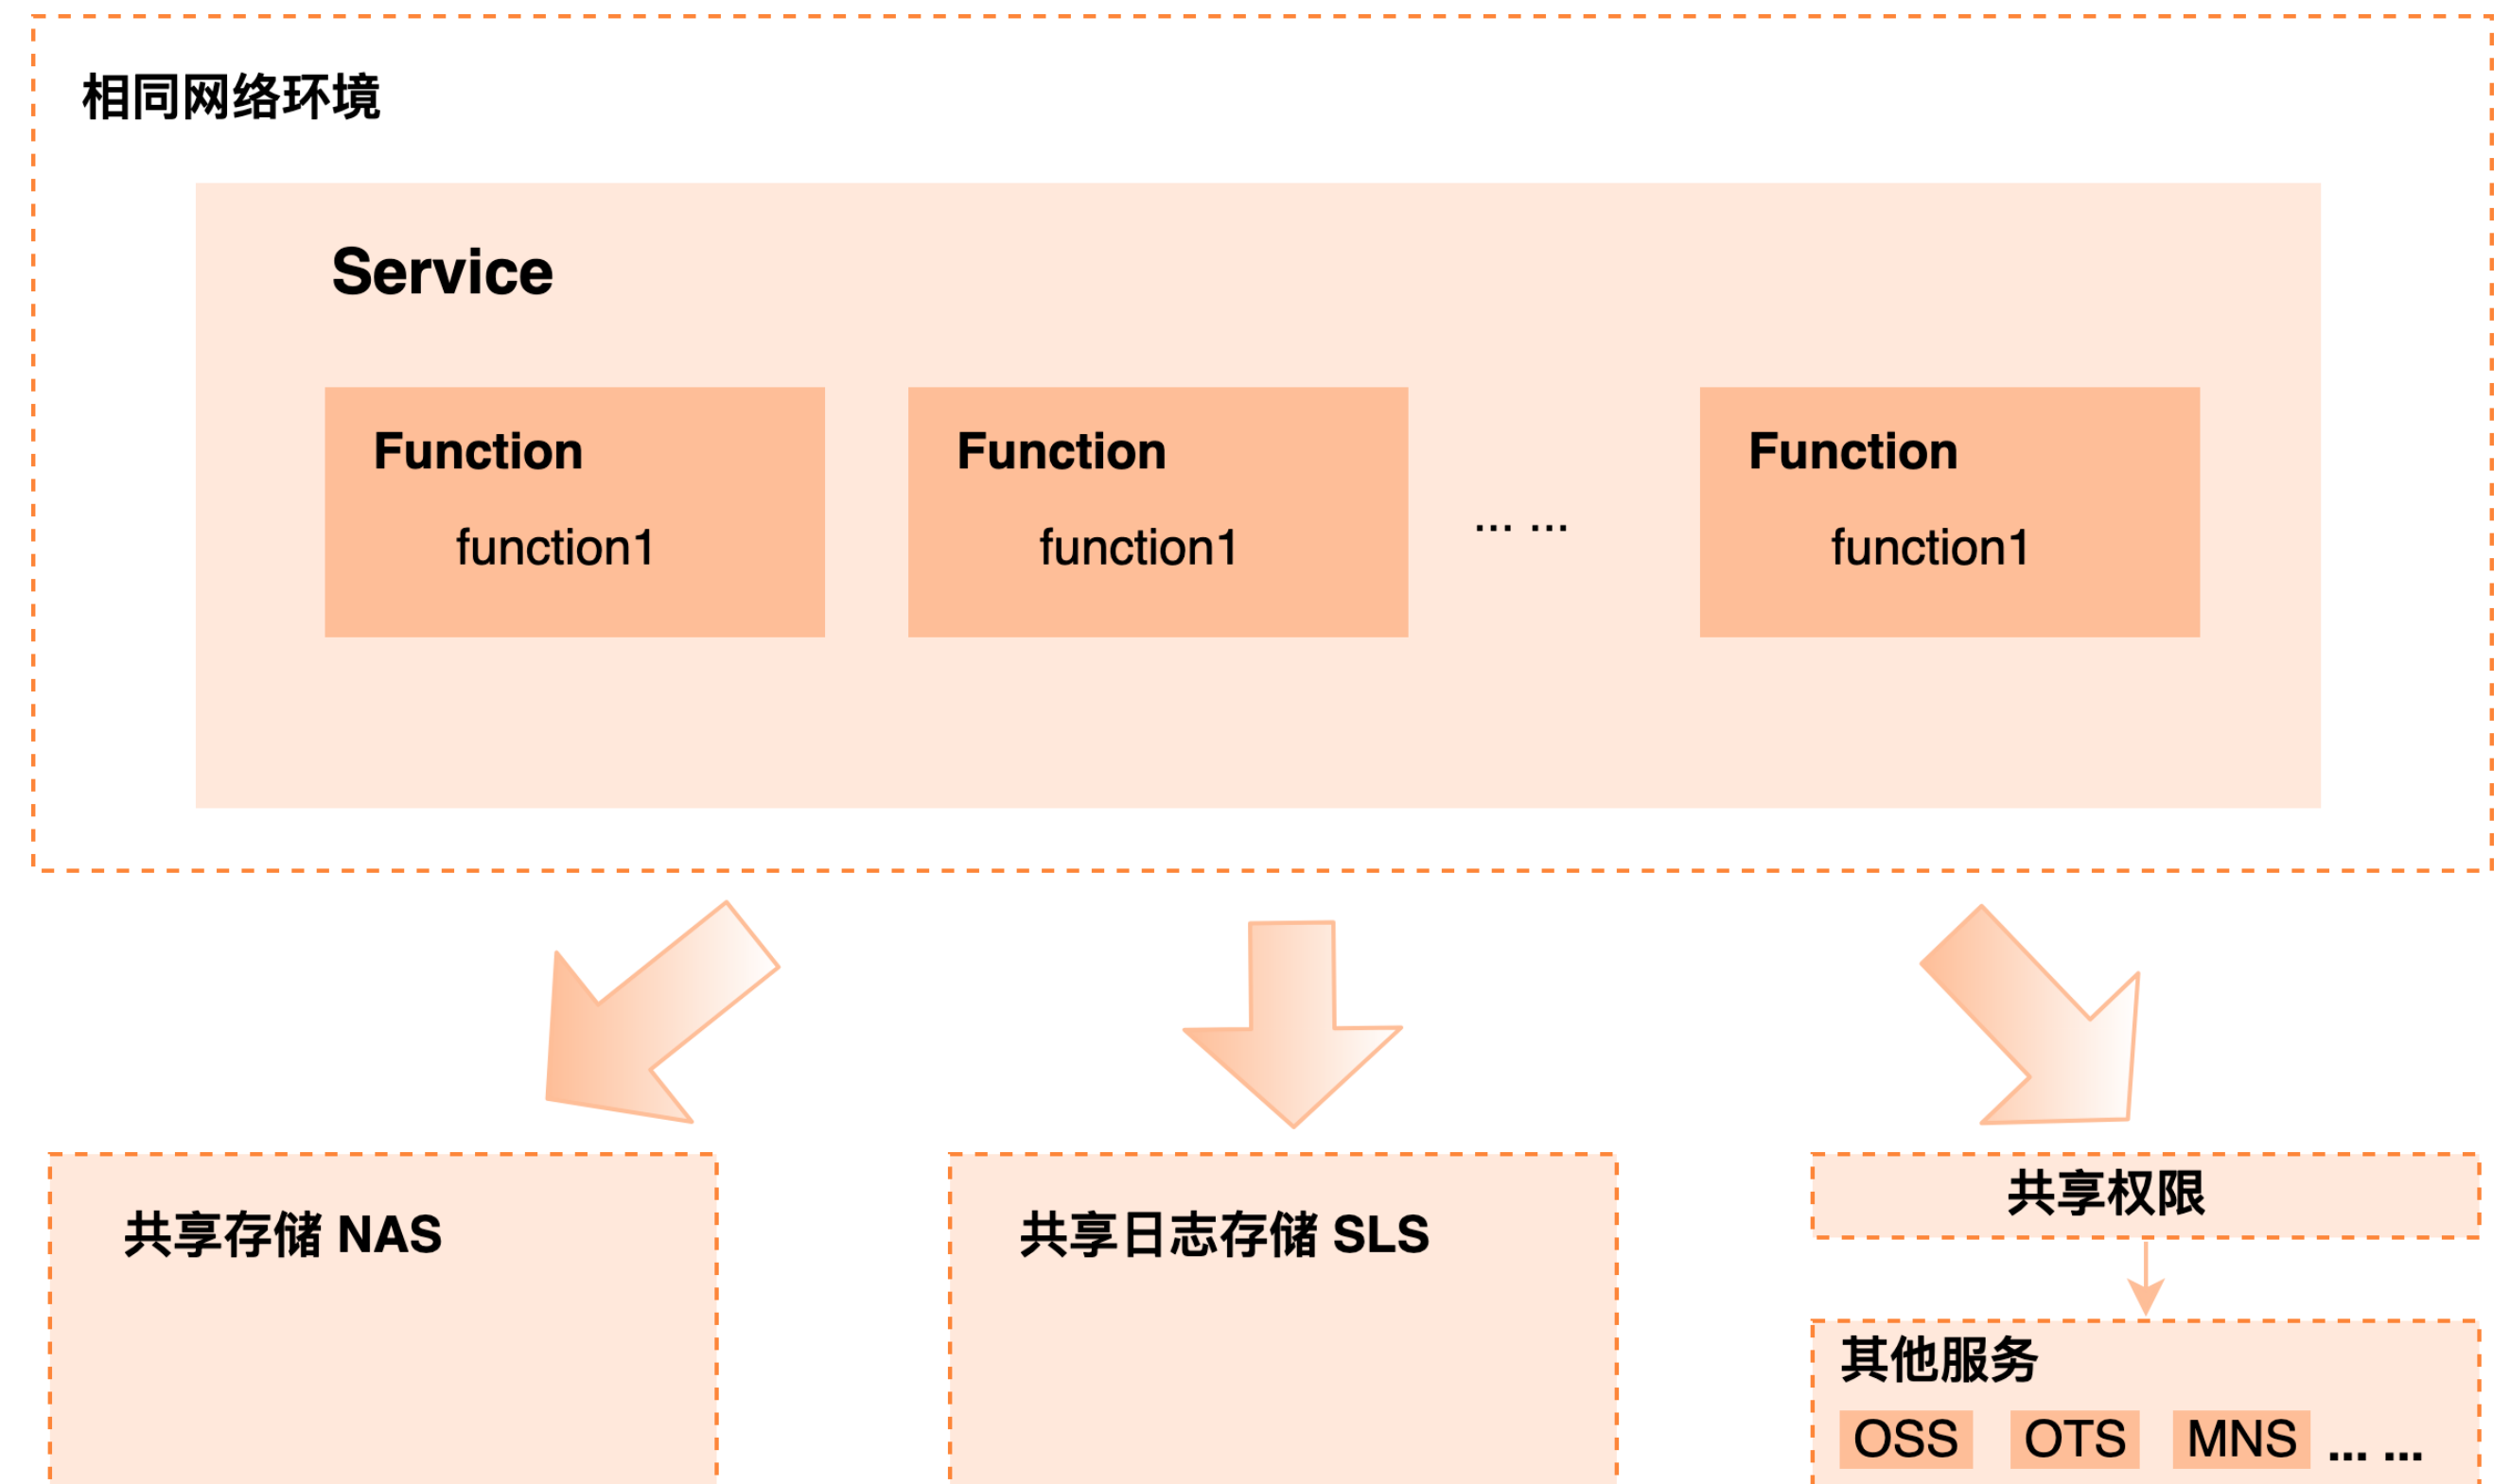 相同网络环境
Service
Function Function Function
function1 function1 ... ... function1
共享存储 NAS
共享日志存储 SLS
共享权限
其他服务
OSS OTS MNS ... ...